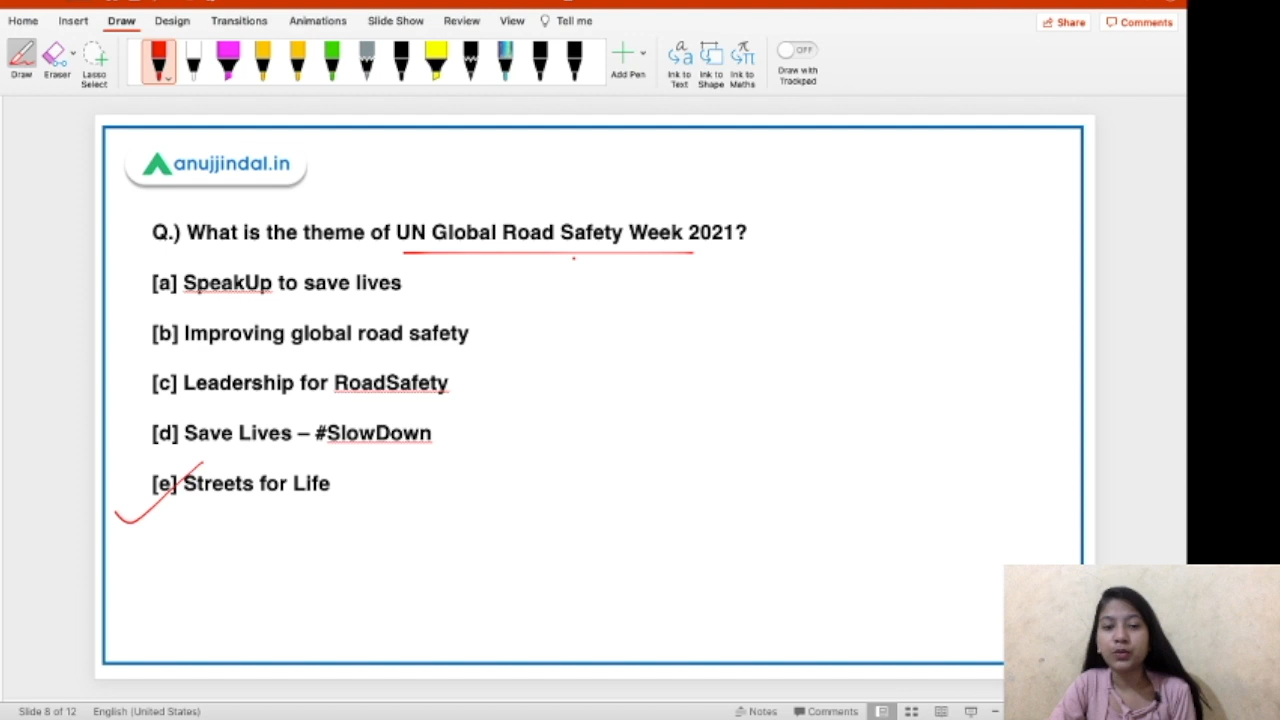 Home Insert Draw Design Transitions Animations Slide Show Review View Tell me Share Comments
Draw Eraser Lasso Select Add Pen Ink to Text Ink to Shape Ink to Maths OFF Draw with Trackpad
anujjindal.in
Q.) What is the theme of UN Global Road Safety Week 2021?
[a] SpeakUp to save lives
[b] Improving global road safety
[c] Leadership for RoadSafety
[d] Save Lives – #SlowDown
[e] Streets for Life
Slide 8 of 12 English (United States) Notes Comments